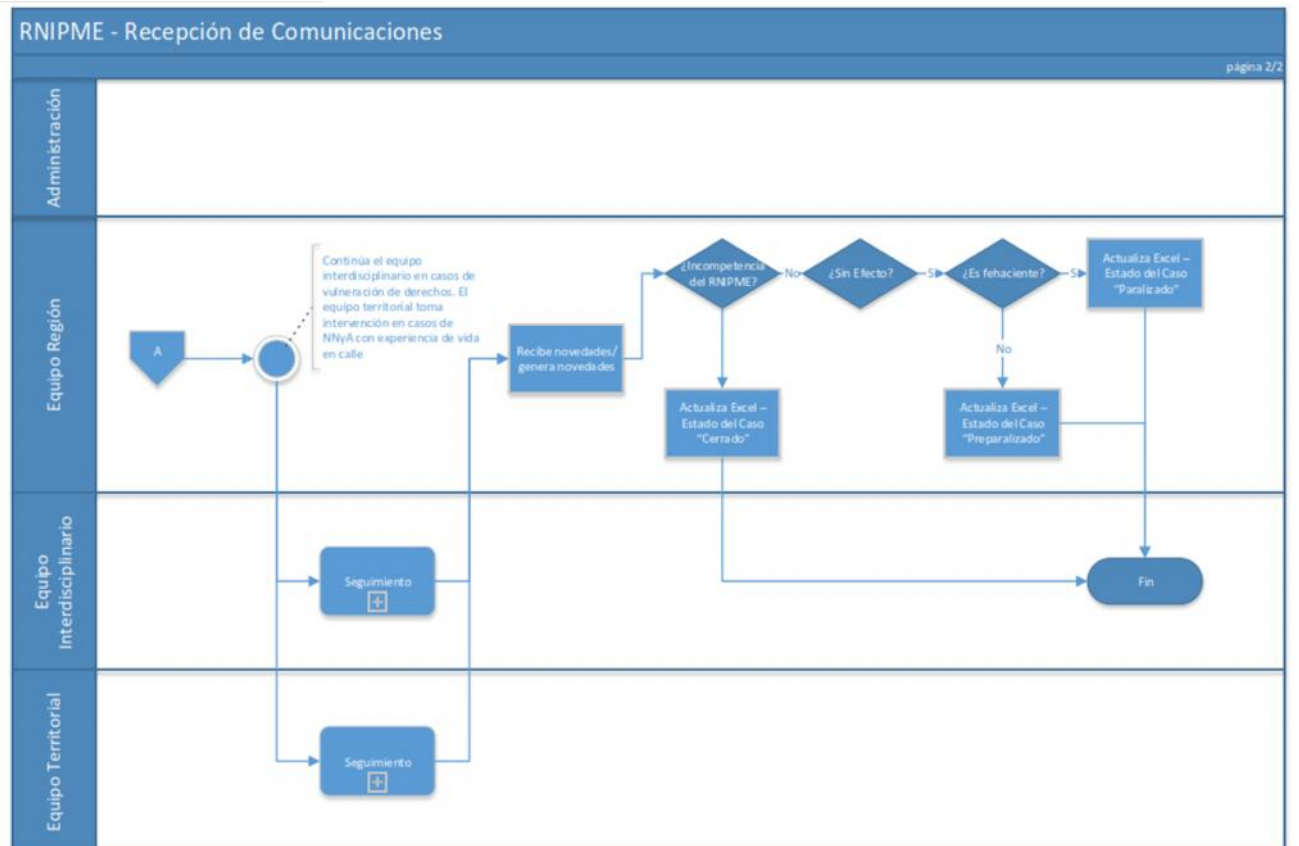 RNIPME - Recepción de Comunicaciones
página 2/2
Administración
Equipo Región
A
Continúa el equipo
interdisciplinario en casos de
vulneración de derechos. El
equipo territorial toma
intervención en casos de
NNyA con experiencia de vida
en calle
Recibe novedades/
genera novedades
¿Incompetencia
del RNIPME?
No
¿Sin Efecto?
S
¿Es fehaciente?
S
Actualiza Excel –
Estado del Caso
"Paralizado"
No
Actualiza Excel –
Estado del Caso
"Cerrado"
Actualiza Excel –
Estado del Caso
"Preparalizado"
Equipo
Interdisciplinario
Seguimiento
Fin
Equipo Territorial
Seguimiento